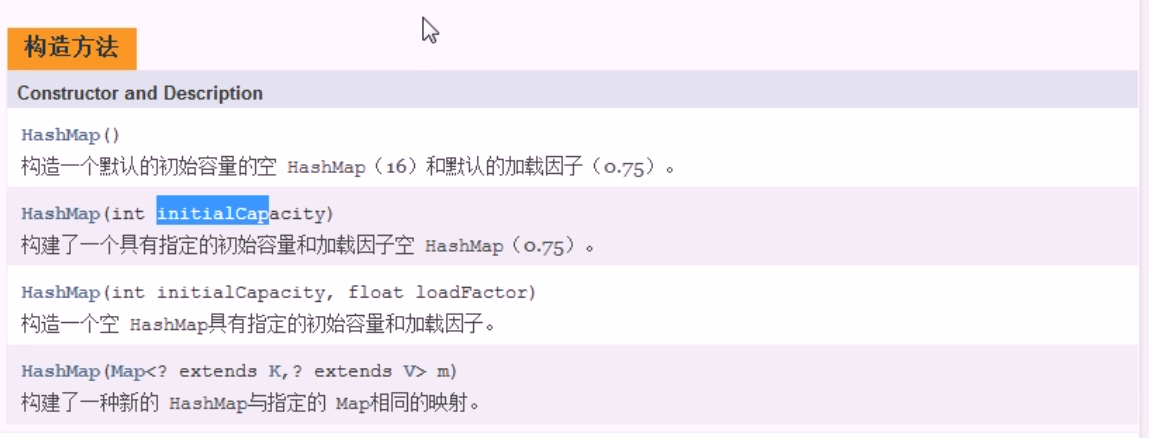 构造方法
Constructor and Description
HashMap()
构造一个默认的初始容量的空 HashMap（16）和默认的加载因子（0.75）。
HashMap(int initialCapacity)
构建了一个具有指定的初始容量和加载因子空 HashMap（0.75）。
HashMap(int initialCapacity, float loadFactor)
构造一个空 HashMap具有指定的初始容量和加载因子。
HashMap(Map<? extends K,? extends V> m)
构建了一种新的 HashMap与指定的 Map相同的映射。